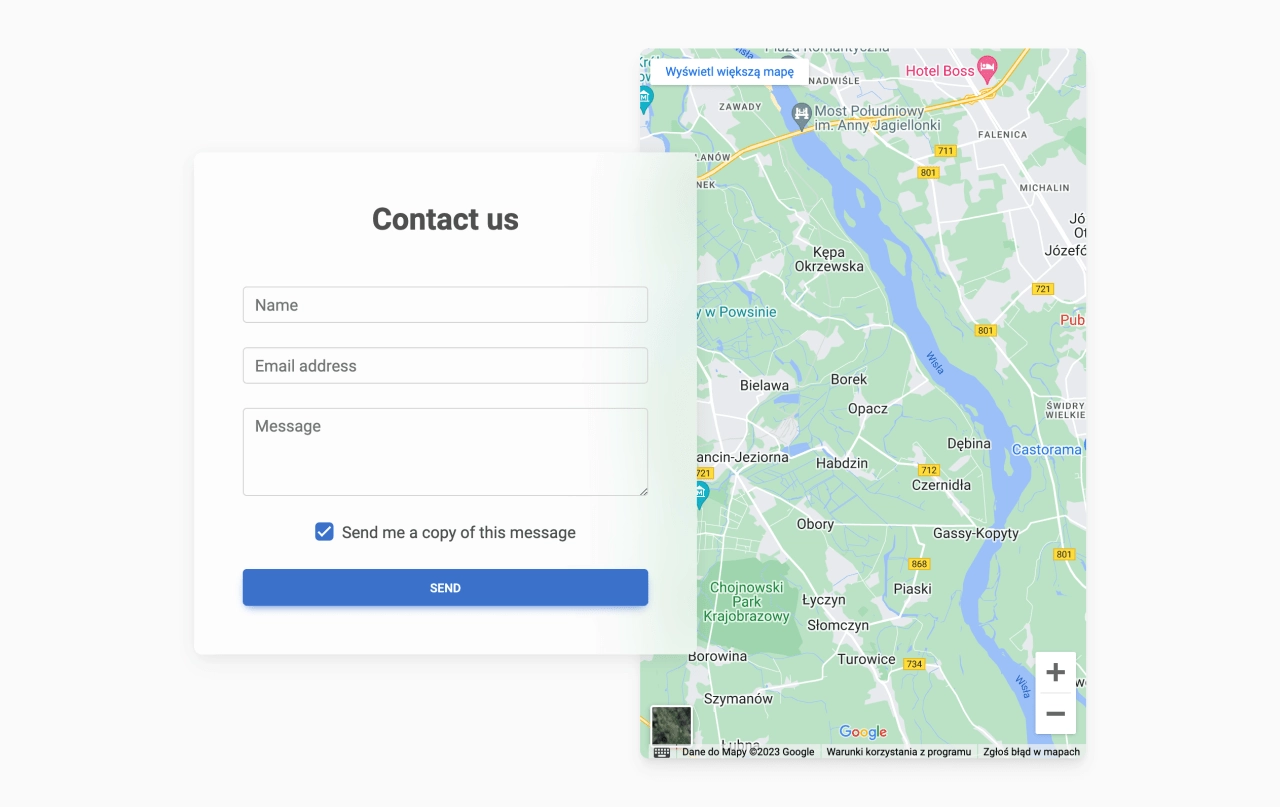 Contact us
Name
Email address
Message
Send me a copy of this message
SEND
Plaza Romantyczna
Wisła
Wyświetl większą mapę
NADWIŚLE
Hotel Boss
ZAWADY
Most Południowy
im. Anny Jagiellonki
FALENICA
711
801
MICHALIN
Kępa
Okrzewska
721
y w Powsinie
801
Pub
Wisła
Bielawa
Borek
Opacz
ŚWIDRY
WIELKIE
Dębina
Castorama
ancin-Jeziorna
Habdzin
721
712
Czernidła
Obory
Gassy-Kopyty
801
868
Chojnowski
Park
Krajobrazowy
Piaski
Łyczyn
Słomczyn
Borowina
Turowice
734
Wisła
Szymanów
Google
Dane do Mapy ©2023 Google
Warunki korzystania z programu
Zgłoś błąd w mapach